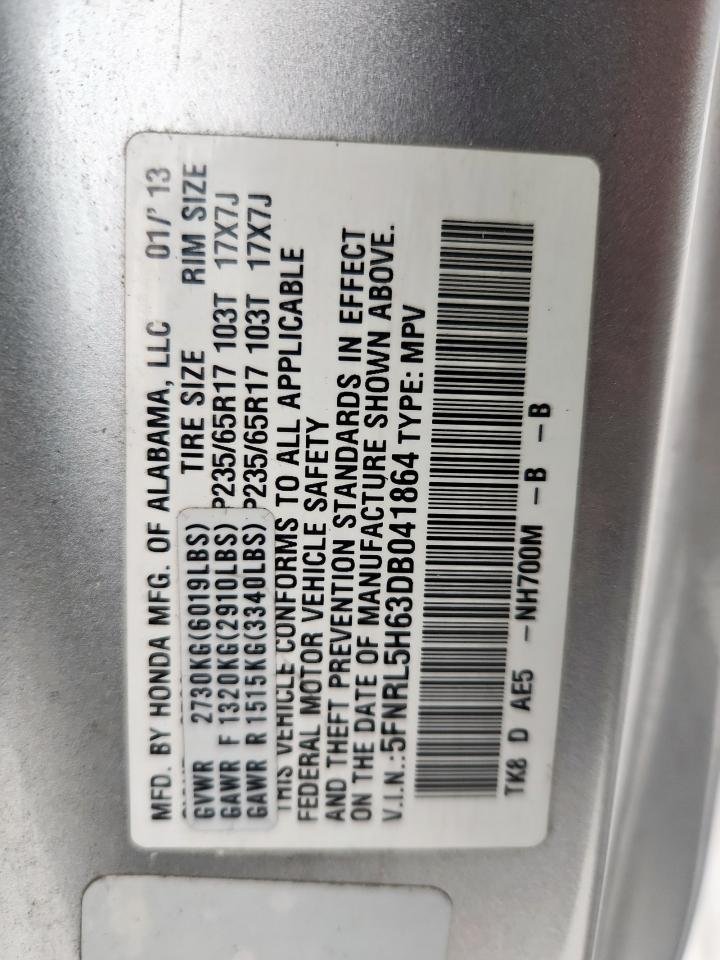 MFD. BY HONDA MFG. OF ALABAMA, LLC 01/'13
TIRE SIZE RIM SIZE
GVWR 2730KG(6019LBS)
GAWR F 1320KG(2910LBS) P235/65R17 103T 17X7J
GAWR R 1515KG(3340LBS) P235/65R17 103T 17X7J
THIS VEHICLE CONFORMS TO ALL APPLICABLE
FEDERAL MOTOR VEHICLE SAFETY
AND THEFT PREVENTION STANDARDS IN EFFECT
ON THE DATE OF MANUFACTURE SHOWN ABOVE.
V.I.N.:5FNRL5H63DB041864 TYPE: MPV
TK8 D AE5 -NH700M -B -B